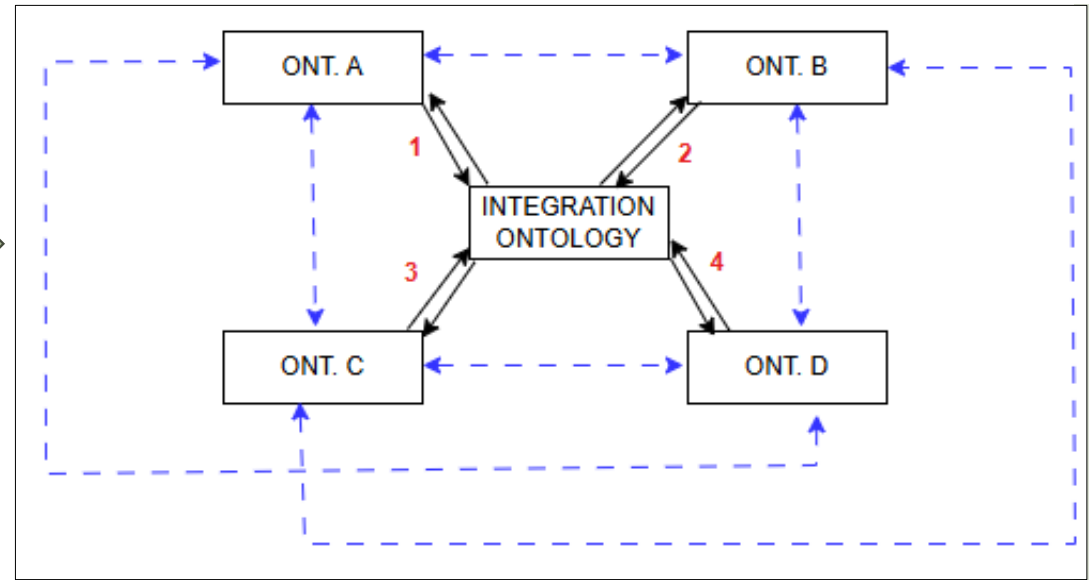 ONT. A
ONT. B
1
2
INTEGRATION
ONTOLOGY
3
4
ONT. C
ONT. D